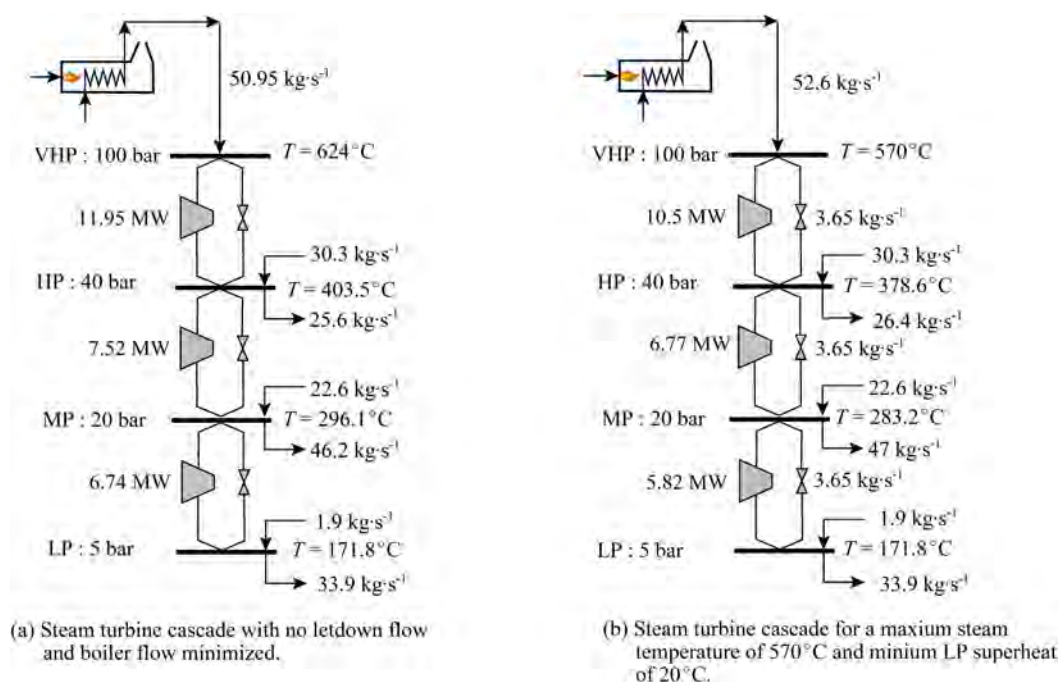 50.95 kg·s⁻¹
VHP : 100 bar
T = 624°C
11.95 MW
30.3 kg·s⁻¹
HP : 40 bar
T = 403.5°C
25.6 kg·s⁻¹
7.52 MW
22.6 kg·s⁻¹
MP : 20 bar
T = 296.1°C
46.2 kg·s⁻¹
6.74 MW
1.9 kg·s⁻¹
LP : 5 bar
T = 171.8°C
33.9 kg·s⁻¹
(a) Steam turbine cascade with no letdown flow
and boiler flow minimized.
52.6 kg·s⁻¹
VHP : 100 bar
T = 570°C
10.5 MW
3.65 kg·s⁻¹
30.3 kg·s⁻¹
HP : 40 bar
T = 378.6°C
26.4 kg·s⁻¹
6.77 MW
3.65 kg·s⁻¹
22.6 kg·s⁻¹
MP : 20 bar
T = 283.2°C
47 kg·s⁻¹
5.82 MW
3.65 kg·s⁻¹
1.9 kg·s⁻¹
LP : 5 bar
T = 171.8°C
33.9 kg·s⁻¹
(b) Steam turbine cascade for a maxium steam
temperature of 570°C and minium LP superheat
of 20°C.